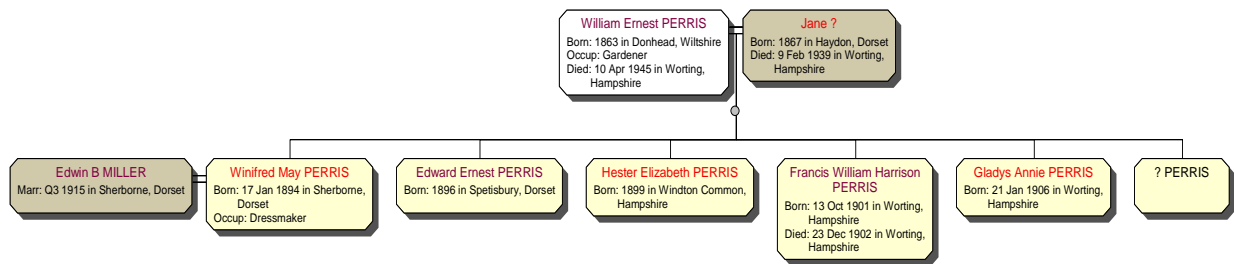 William Ernest PERRIS
Born: 1863 in Donhead, Wiltshire
Occup: Gardener
Died: 10 Apr 1945 in Worting,
Hampshire
Jane ?
Born: 1867 in Haydon, Dorset
Died: 9 Feb 1939 in Worting,
Hampshire
Edwin B MILLER
Marr: Q3 1915 in Sherborne, Dorset
Winifred May PERRIS
Born: 17 Jan 1894 in Sherborne,
Dorset
Occup: Dressmaker
Edward Ernest PERRIS
Born: 1896 in Spetisbury, Dorset
Hester Elizabeth PERRIS
Born: 1899 in Windton Common,
Hampshire
Francis William Harrison
PERRIS
Born: 13 Oct 1901 in Worting,
Hampshire
Died: 23 Dec 1902 in Worting,
Hampshire
Gladys Annie PERRIS
Born: 21 Jan 1906 in Worting,
Hampshire
? PERRIS